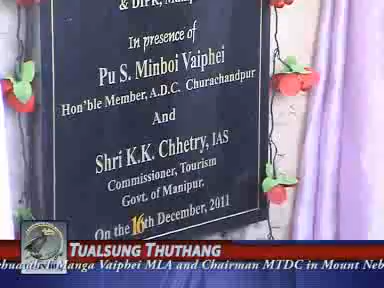 & DIPR, Manipur
In presence of
Pu S. Minboi Vaiphei
Hon'ble Member, A.D.C. Churachandpur
And
Shri K.K. Chhetry, IAS
Commissioner, Tourism
Govt. of Manipur,
On the 16th December, 2011
TUALSUNG THUTHANG
Manga Vaiphei MLA and Chairman MTDC in Mount